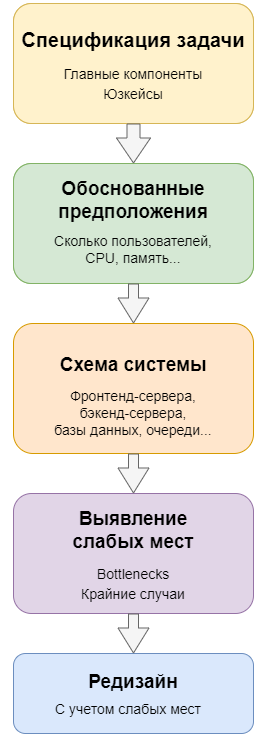 Спецификация задачи
Главные компоненты
Юзкейсы
Обоснованные
предположения
Сколько пользователей,
CPU, память...
Схема системы
Фронтенд-сервера,
бэкенд-сервера,
базы данных, очереди...
Выявление
слабых мест
Bottlenecks
Крайние случаи
Редизайн
С учетом слабых мест